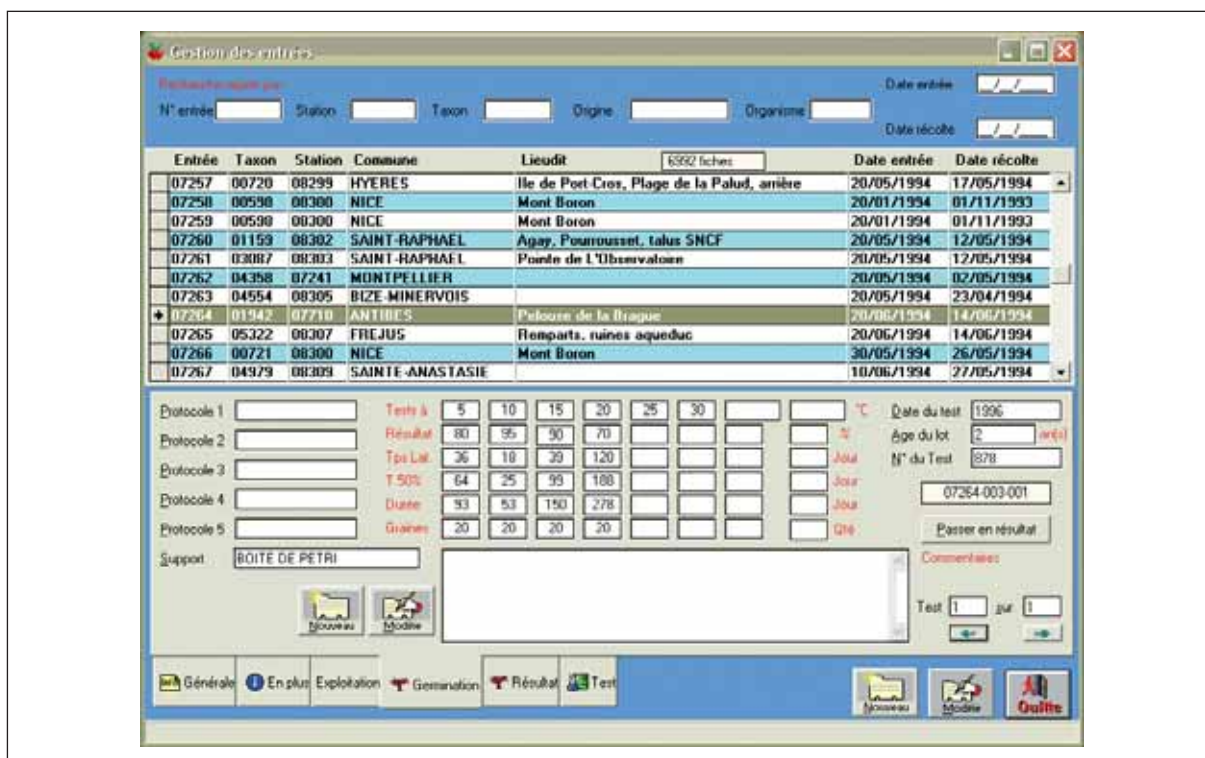 Gestion des entrées
Recherche rapide par
Date entrée __/__/____
N° entrée Station Taxon Origine Organisme
Date récolte __/__/____
Entrée Taxon Station Commune Lieudit 6992 fiches Date entrée Date récolte
07257 00720 08299 HYERES Ile de Port-Cros, Plage de la Palud, arrière 20/05/1994 17/05/1994
07258 00590 08300 NICE Mont Boron 20/01/1994 01/11/1993
07259 00590 08300 NICE Mont Boron 20/01/1994 01/11/1993
07260 01159 08302 SAINT-RAPHAEL Agay, Pourrousset, talus SNCF 20/05/1994 12/05/1994
07261 03087 08303 SAINT-RAPHAEL Pointe de L'Observatoire 20/05/1994 12/05/1994
07262 04358 07241 MONTPELLIER 20/05/1994 02/05/1994
07263 04554 08305 BIZE-MINERVOIS 20/05/1994 23/04/1994
07264 01942 07710 ANTIBES Pelouse de la Brague 20/06/1994 14/06/1994
07265 05322 08307 FREJUS Remparts, ruines aqueduc 20/06/1994 14/06/1994
07266 00721 08300 NICE Mont Boron 30/05/1994 26/05/1994
07267 04979 08309 SAINTE-ANASTASIE 10/06/1994 27/05/1994
Protocole 1 Tests à 5 10 15 20 25 30 °C Date du test 1996
Protocole 2 Résultat 80 95 90 70 % Age du lot 2 an(s)
Protocole 3 Tps Lat. 36 18 39 120 Jour N° du Test 878
Protocole 4 T 50% 64 25 99 188 Jour
07264-003-001
Durée 93 53 150 278 Jour
Protocole 5 Graines 20 20 20 20 Qté Passer en résultat
Support BOITE DE PETRI Commentaires
Test 1 sur 1
Nouveau Modifie
Générale En plus Exploitation Germination Résultat Test
Nouveau Modifie Quitte